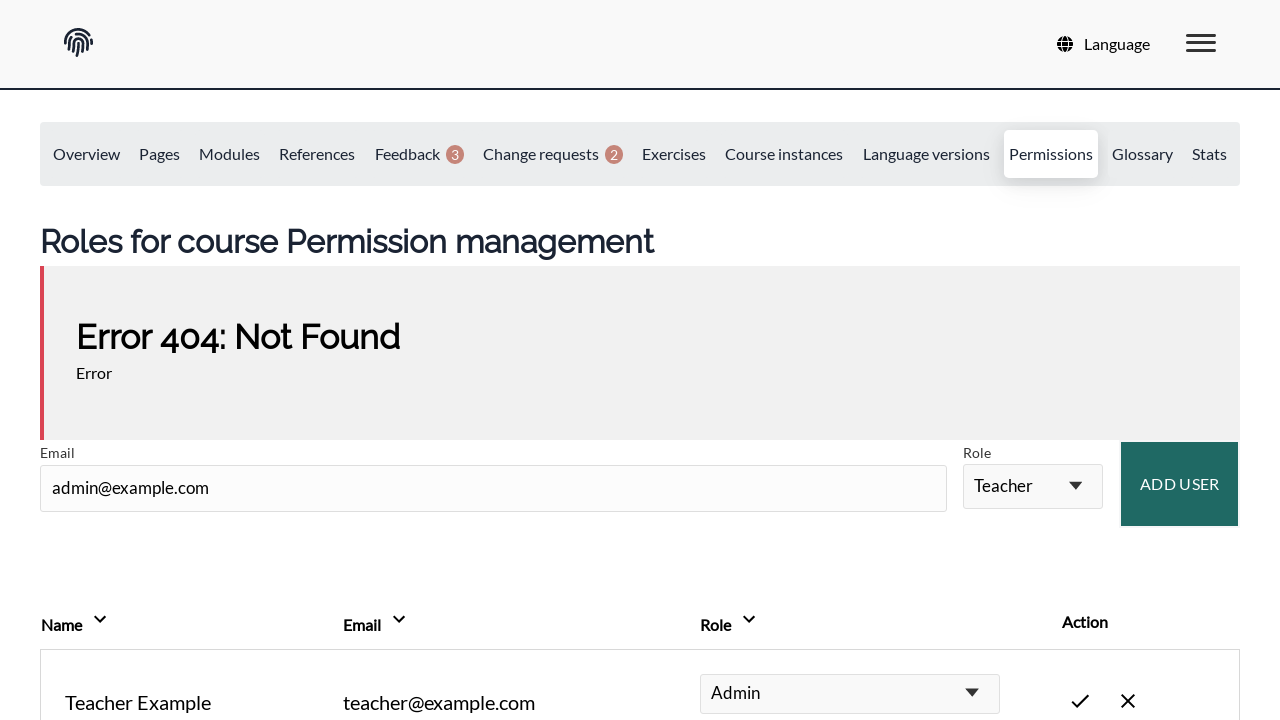 Language
Overview Pages Modules References Feedback 3 Change requests 2 Exercises Course instances Language versions Permissions Glossary Stats
Roles for course Permission management
Error 404: Not Found
Error
Email Role
admin@example.com Teacher ADD USER
Name Email Role Action
Teacher Example teacher@example.com Admin